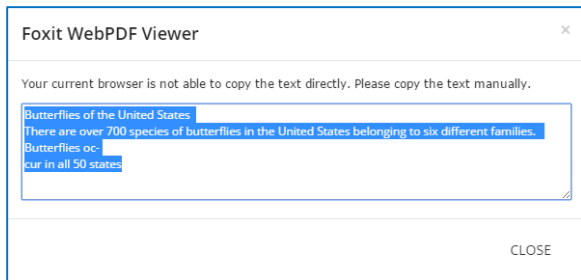 Foxit WebPDF Viewer
×
Your current browser is not able to copy the text directly. Please copy the text manually.
Butterflies of the United States
There are over 700 species of butterflies in the United States belonging to six different families.
Butterflies oc-
cur in all 50 states
CLOSE